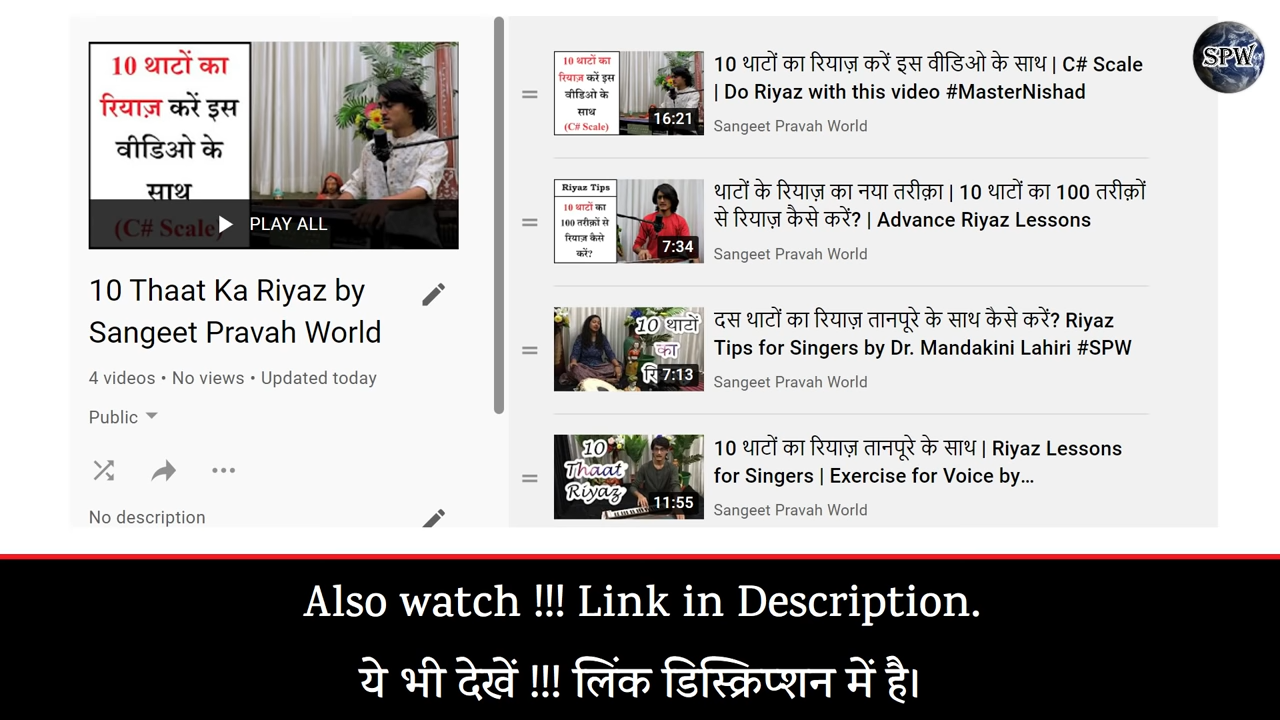 10 थाटों का
रियाज़ करें इस
वीडिओ के
साथ
(C# Scale)
PLAY ALL
10 Thaat Ka Riyaz by
Sangeet Pravah World
4 videos • No views • Updated today
Public
No description
10 थाटों का
रियाज़ करें इस
वीडिओ के
साथ
(C# Scale)
16:21
10 थाटों का रियाज़ करें इस वीडिओ के साथ | C# Scale
| Do Riyaz with this video #MasterNishad
Sangeet Pravah World
Riyaz Tips
10 थाटों का
100 तरीक़ों से
रियाज़ कैसे
करें?
7:34
थाटों के रियाज़ का नया तरीक़ा | 10 थाटों का 100 तरीक़ों
से रियाज़ कैसे करें? | Advance Riyaz Lessons
Sangeet Pravah World
10 थाटों
का
7:13
दस थाटों का रियाज़ तानपूरे के साथ कैसे करें? Riyaz
Tips for Singers by Dr. Mandakini Lahiri #SPW
Sangeet Pravah World
10
Thaat
Riyaz
11:55
10 थाटों का रियाज़ तानपूरे के साथ | Riyaz Lessons
for Singers | Exercise for Voice by...
Sangeet Pravah World
SPW
Also watch !!! Link in Description.
ये भी देखें !!! लिंक डिस्क्रिप्शन में है।